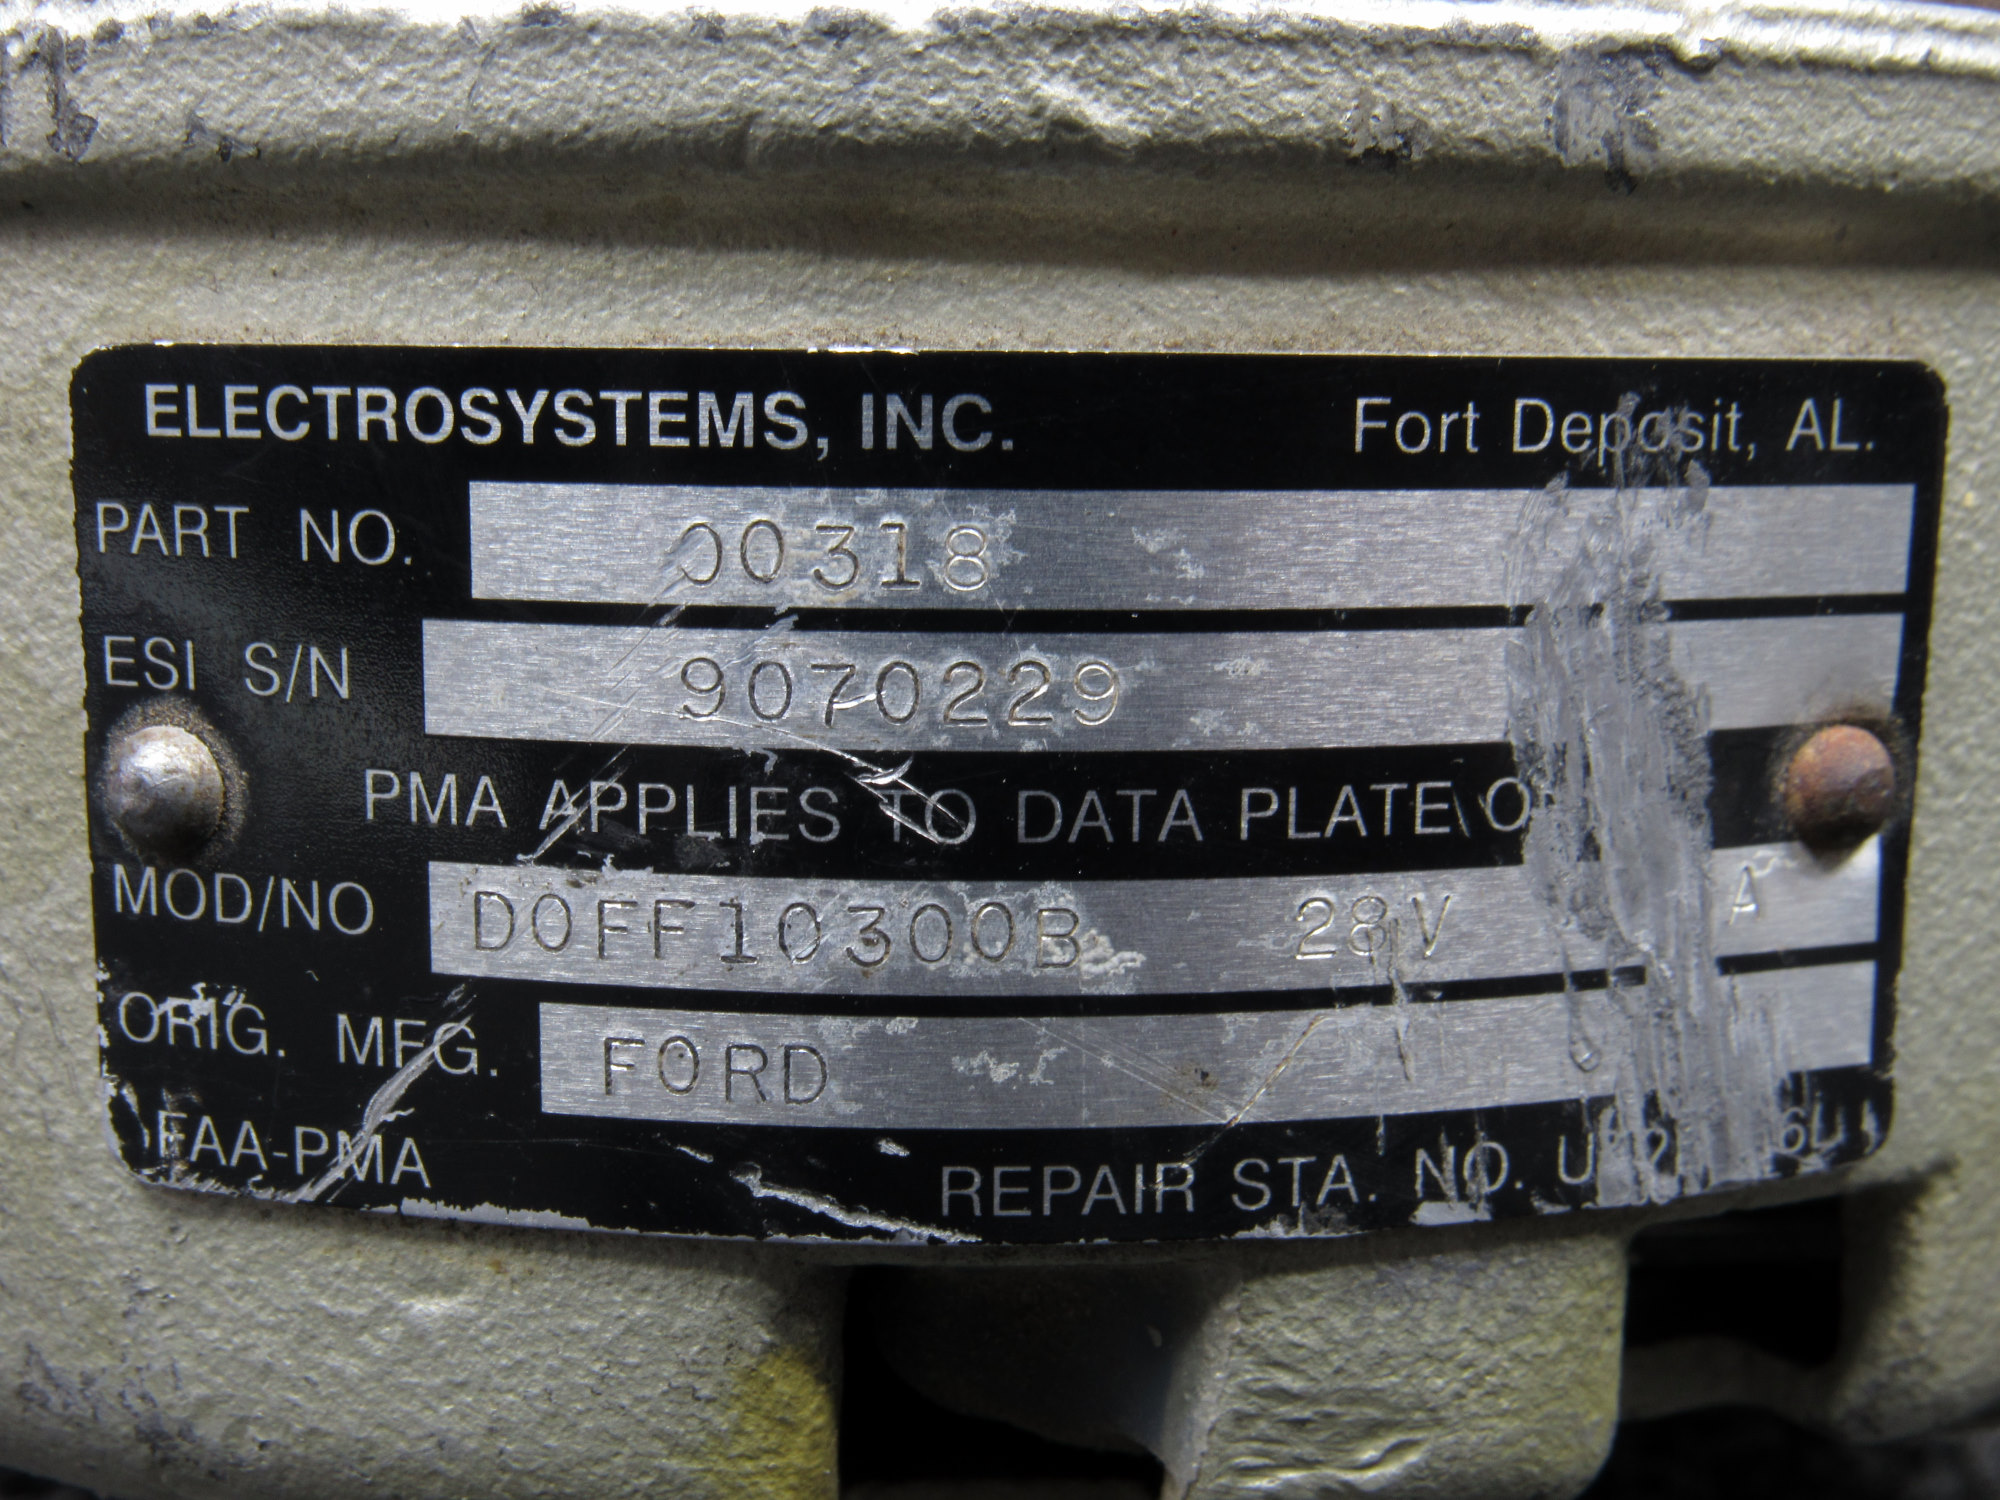 ELECTROSYSTEMS, INC. Fort Deposit, AL.
PART NO. 00318
ESI S/N 9070229
PMA APPLIES TO DATA PLATE
MOD/NO D0FF10300B 28V A
ORIG. MFG. FORD
FAA-PMA REPAIR STA. NO.